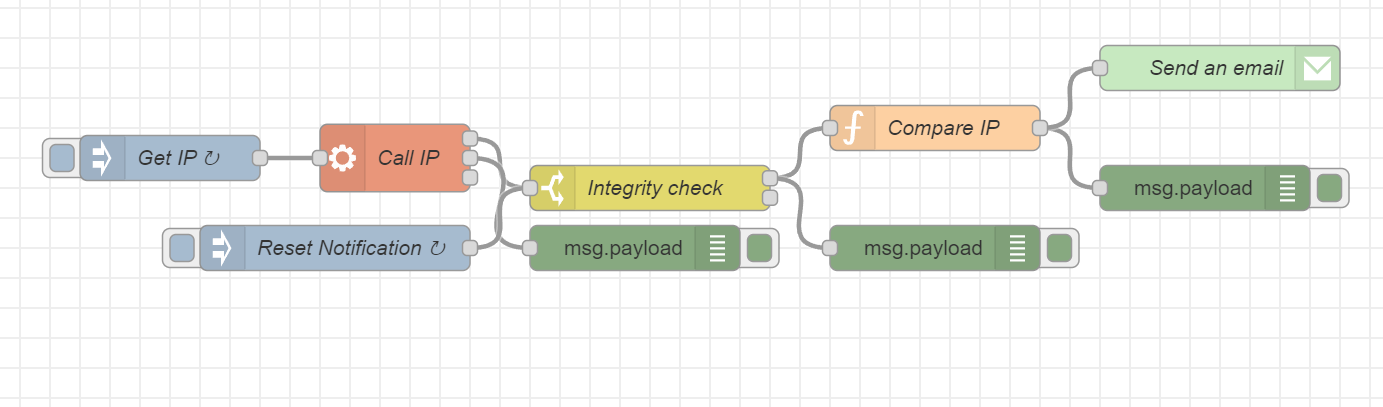 Send an email
Compare IP
Get IP ↻
Call IP
Integrity check
msg.payload
Reset Notification ↻
msg.payload
msg.payload